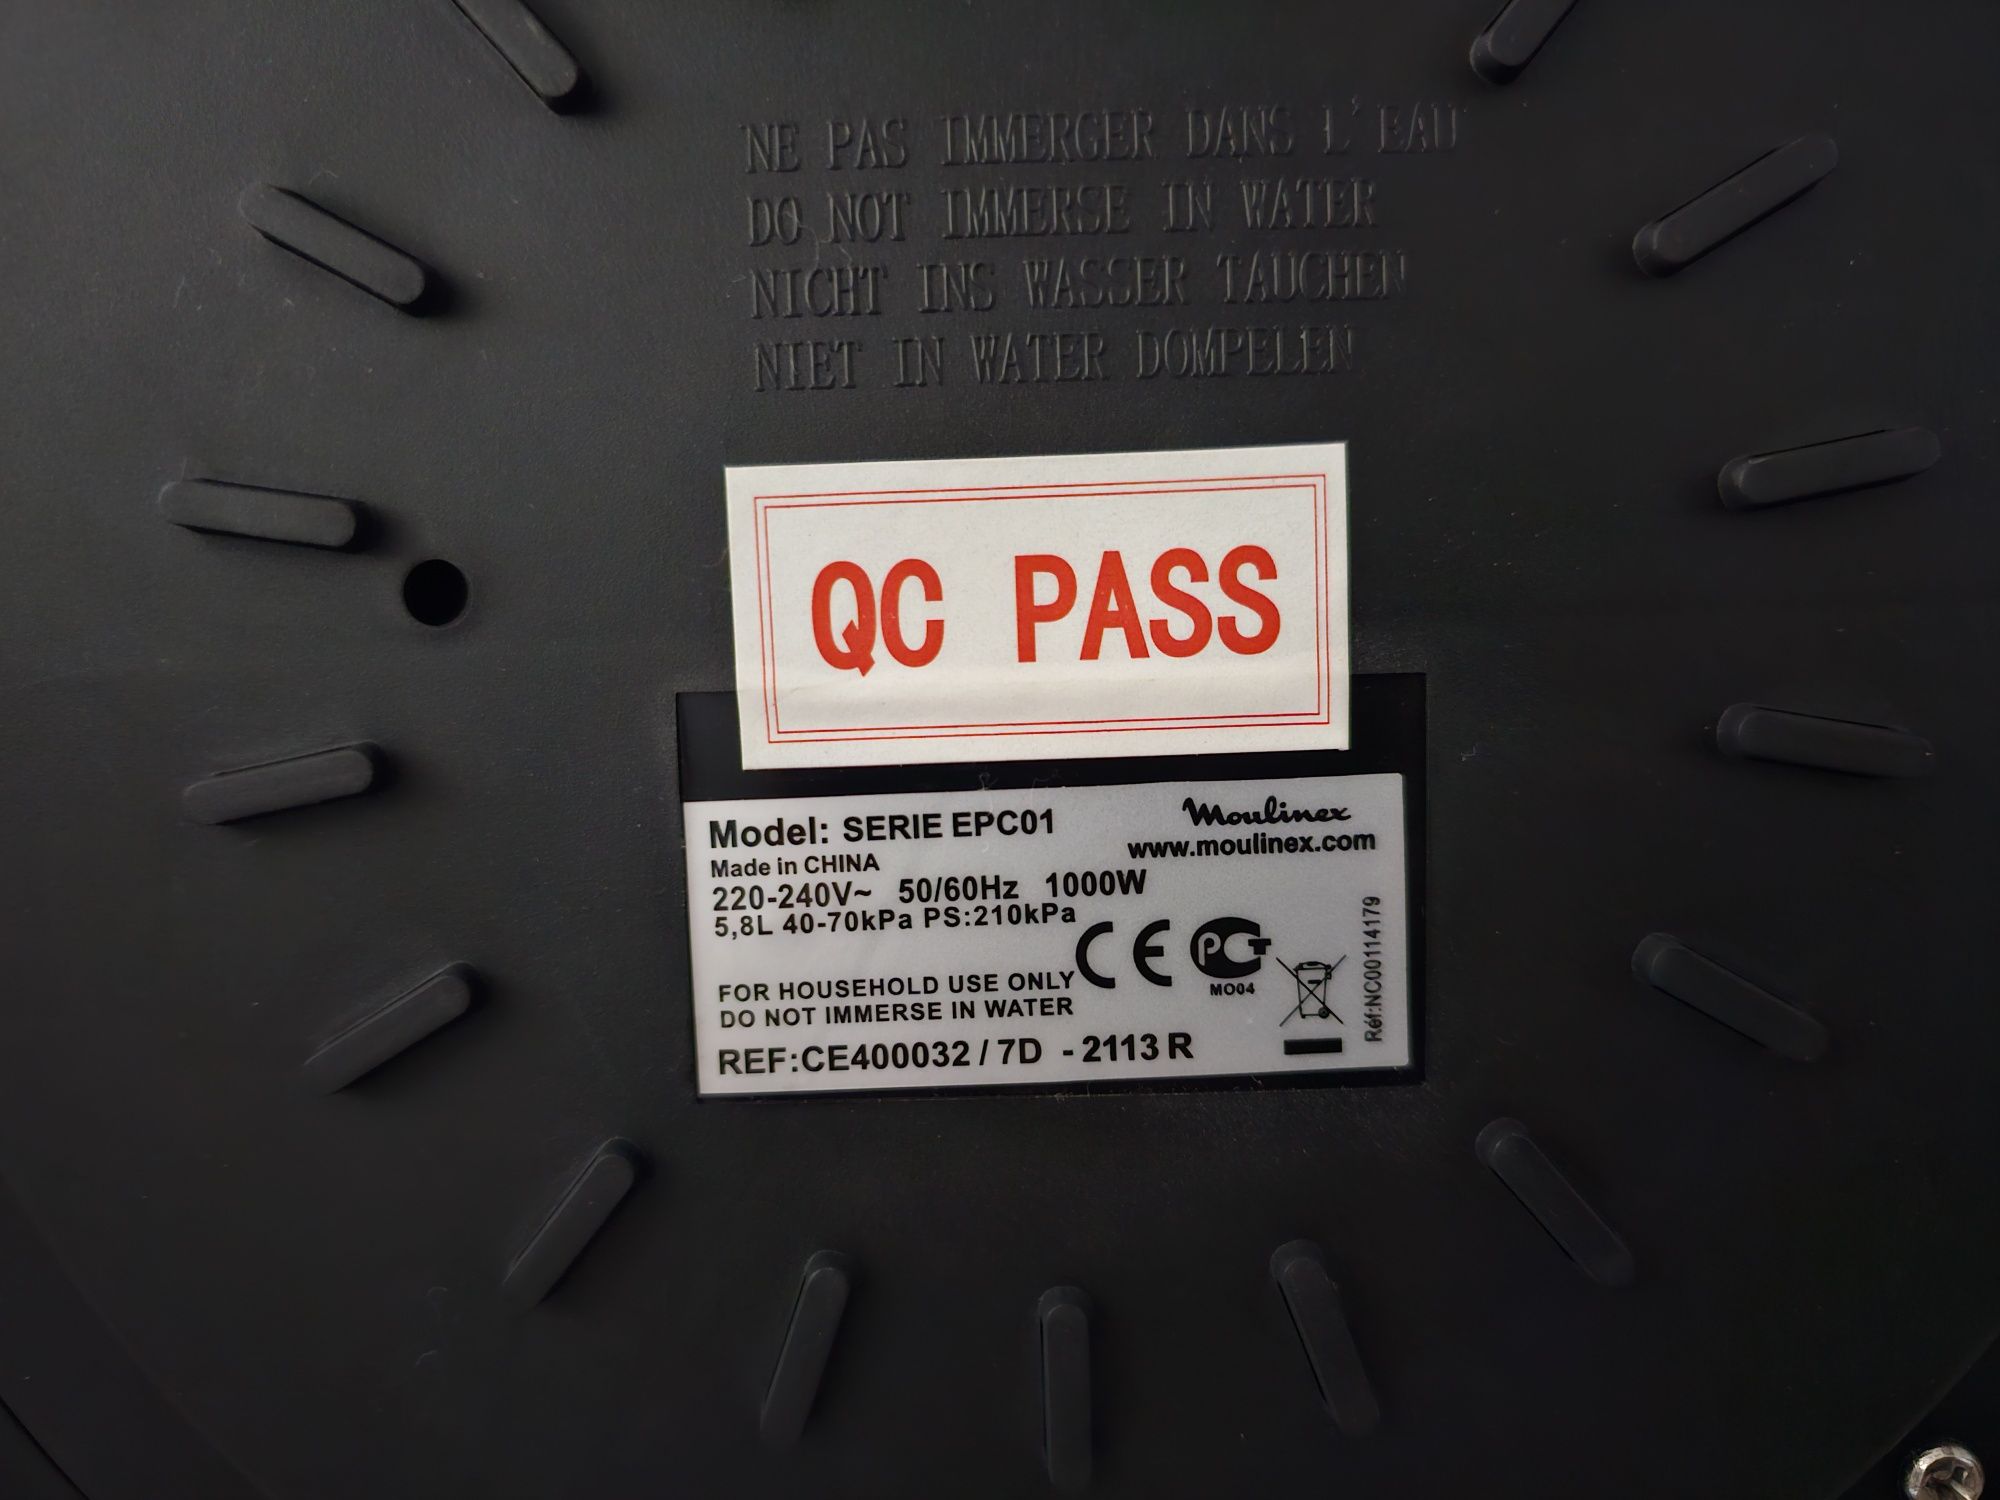 NE PAS IMMERGER DANS L'EAU
DO NOT IMMERSE IN WATER
NICHT INS WASSER TAUCHEN
NIET IN WATER DOMPELEN
QC PASS
Model: SERIE EPC01
Moulinex
www.moulinex.com
Made in CHINA
220-240V~ 50/60Hz 1000W
5,8L 40-70kPa PS:210kPa
CE
PCT
MO04
FOR HOUSEHOLD USE ONLY
DO NOT IMMERSE IN WATER
REF:CE400032 / 7D - 2113 R
Réf:NC00114179